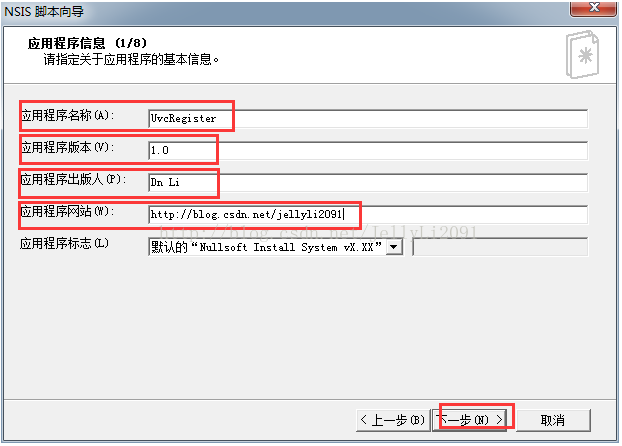 NSIS 脚本向导
应用程序信息 (1/8)
请指定关于应用程序的基本信息。
应用程序名称(A): UvcRegister
应用程序版本(V): 1.0
应用程序出版人(P): Dn Li
应用程序网站(W): http://blog.csdn.net/jellyli2091
http://blog.csdn.net/JellyLi2091
应用程序标志(L) 默认的“Nullsoft Install System vX.XX”
< 上一步(B) 下一步(N) > 取消